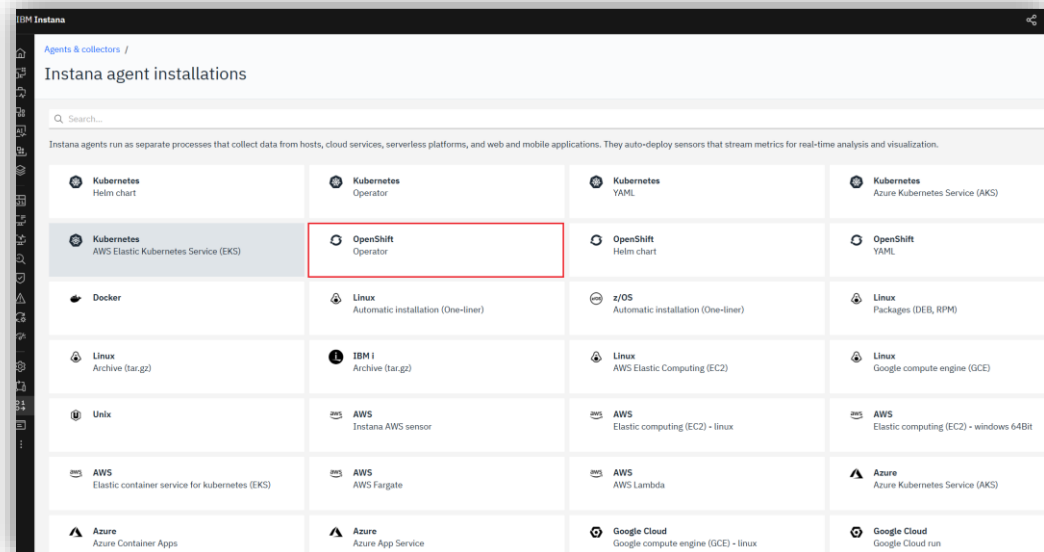 IBM Instana
Agents & collectors /
Instana agent installations
Search...
Instana agents run as separate processes that collect data from hosts, cloud services, serverless platforms, and web and mobile applications. They auto-deploy sensors that stream metrics for real-time analysis and visualization.
Kubernetes
Helm chart
Kubernetes
Operator
Kubernetes
YAML
Kubernetes
Azure Kubernetes Service (AKS)
Kubernetes
AWS Elastic Kubernetes Service (EKS)
OpenShift
Operator
OpenShift
Helm chart
OpenShift
YAML
Docker
Linux
Automatic installation (One-liner)
z/OS
Automatic installation (One-liner)
Linux
Packages (DEB, RPM)
Linux
Archive (tar.gz)
IBM i
Archive (tar.gz)
Linux
AWS Elastic Computing (EC2)
Linux
Google compute engine (GCE)
Unix
aws AWS
Instana AWS sensor
aws AWS
Elastic computing (EC2) - linux
aws AWS
Elastic computing (EC2) - windows 64Bit
aws AWS
Elastic container service for kubernetes (EKS)
aws AWS
AWS Fargate
aws AWS
AWS Lambda
Azure
Azure Kubernetes Service (AKS)
Azure
Azure Container Apps
Azure
Azure App Service
Google Cloud
Google compute engine (GCE) - linux
Google Cloud
Google Cloud run